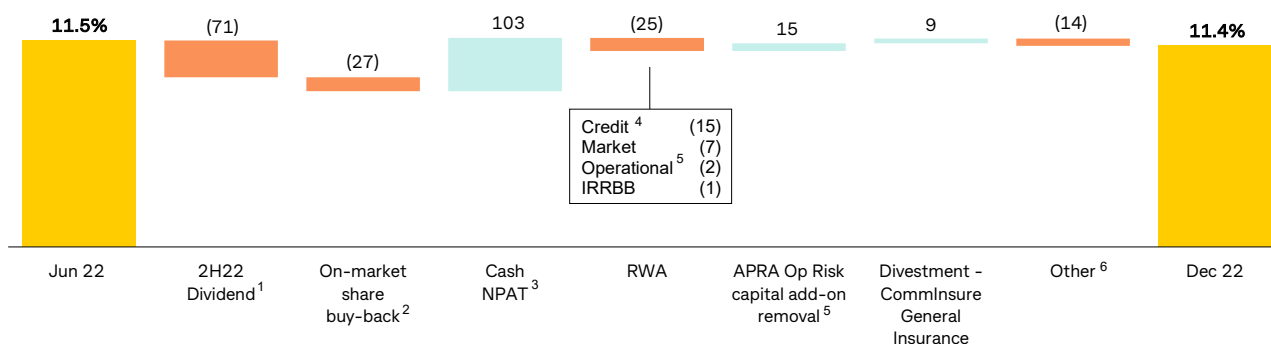 11.5%
(71)
(27)
103
(25)
15
9
(14)
11.4%
Credit 4 (15)
Market (7)
Operational 5 (2)
IRRBB (1)
Jun 22
2H22
Dividend 1
On-market
share
buy-back 2
Cash
NPAT 3
RWA
APRA Op Risk
capital add-on
removal 5
Divestment -
CommInsure
General
Insurance
Other 6
Dec 22